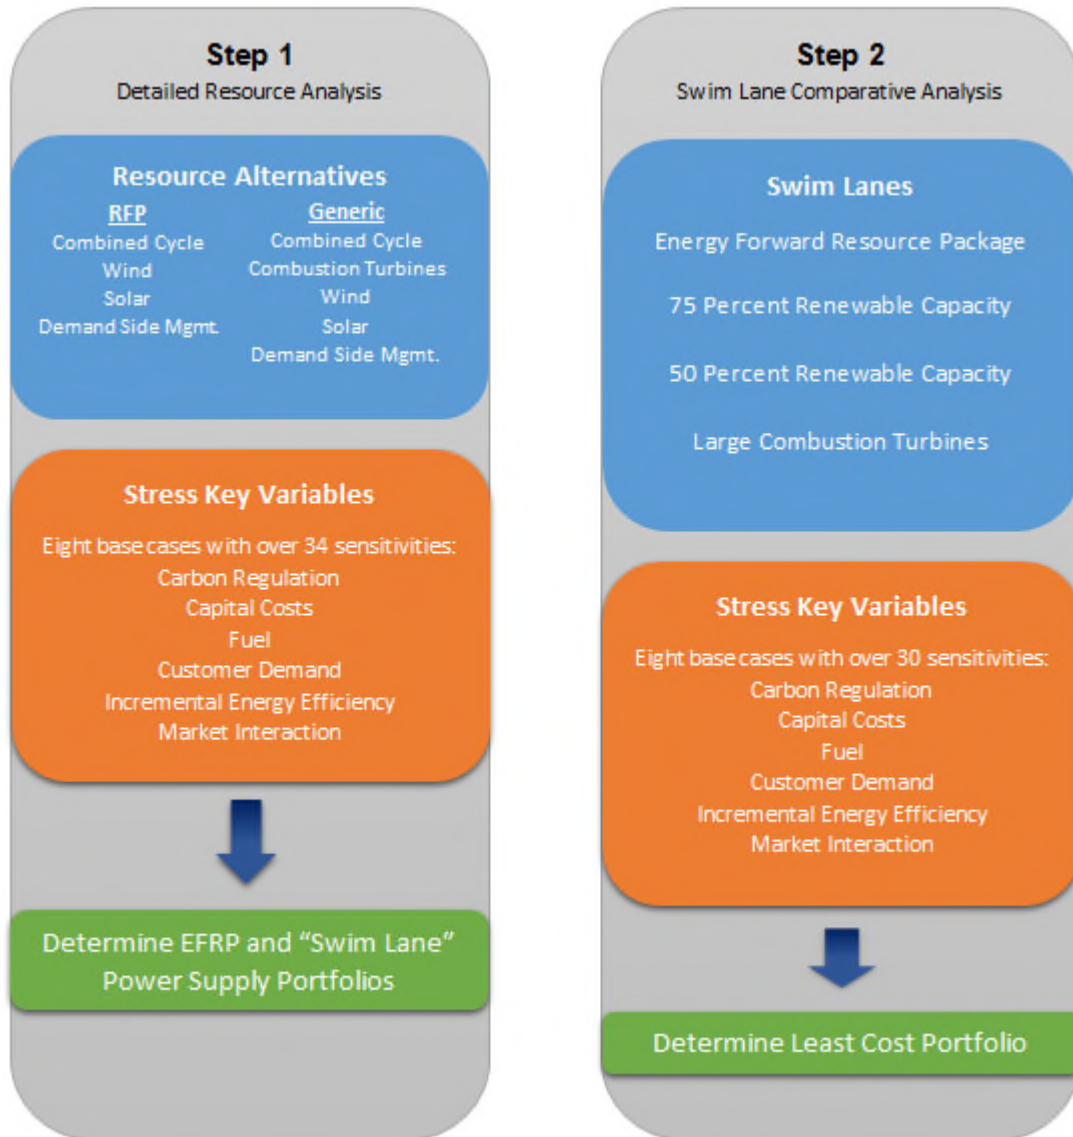 Step 1
Detailed Resource Analysis
Resource Alternatives
RFP
Combined Cycle
Wind
Solar
Demand Side Mgmt.
Generic
Combined Cycle
Combustion Turbines
Wind
Solar
Demand Side Mgmt.
Stress Key Variables
Eight base cases with over 34 sensitivities:
Carbon Regulation
Capital Costs
Fuel
Customer Demand
Incremental Energy Efficiency
Market Interaction
Determine EFRP and “Swim Lane”
Power Supply Portfolios
Step 2
Swim Lane Comparative Analysis
Swim Lanes
Energy Forward Resource Package
75 Percent Renewable Capacity
50 Percent Renewable Capacity
Large Combustion Turbines
Stress Key Variables
Eight base cases with over 30 sensitivities:
Carbon Regulation
Capital Costs
Fuel
Customer Demand
Incremental Energy Efficiency
Market Interaction
Determine Least Cost Portfolio